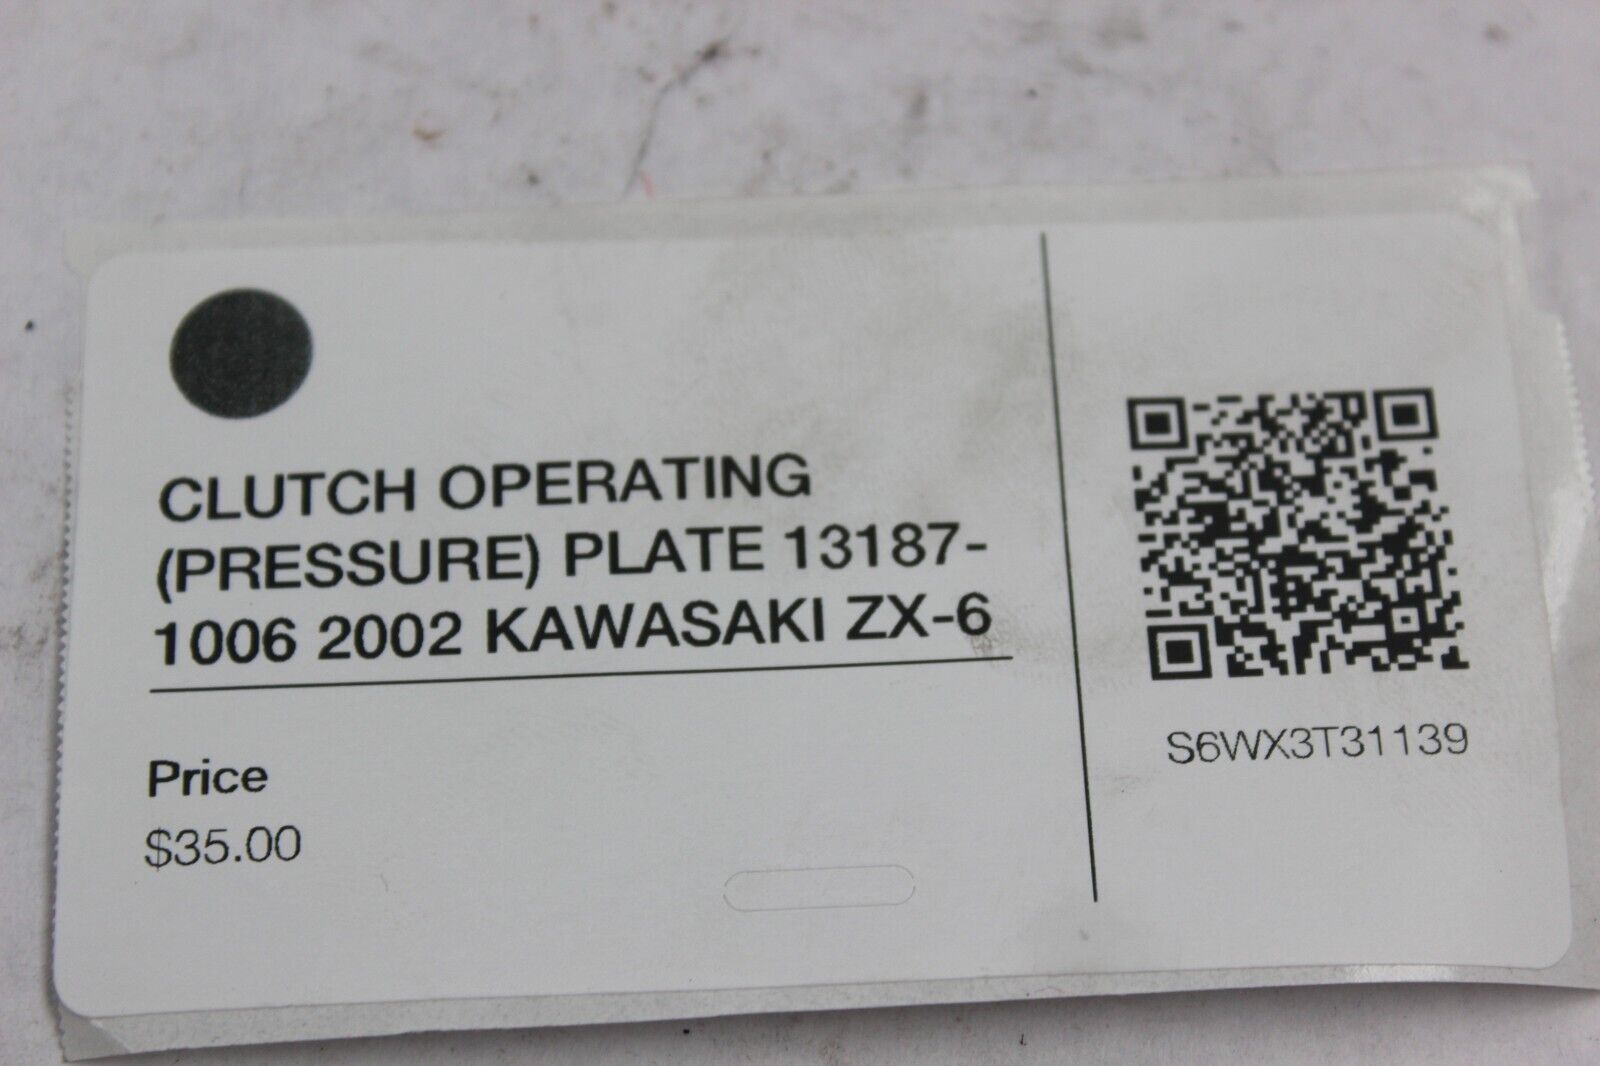 CLUTCH OPERATING
(PRESSURE) PLATE 13187-
1006 2002 KAWASAKI ZX-6
Price
$35.00
S6WX3T31139